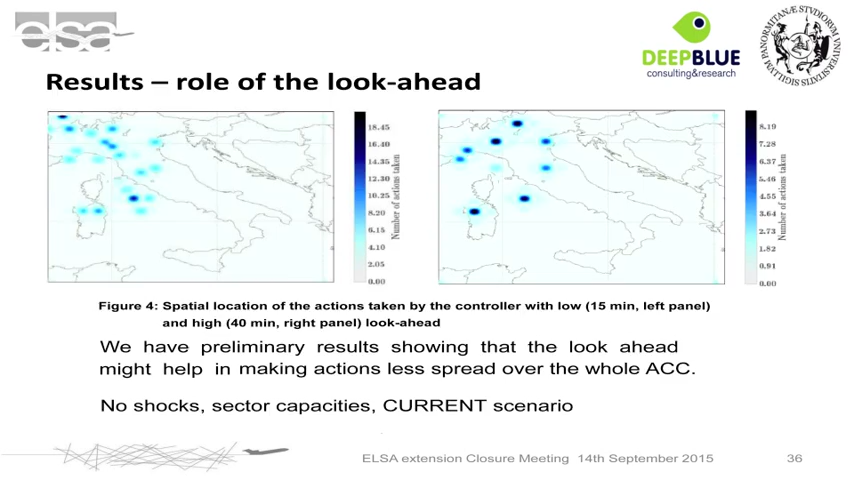 elsa
DEEPBLUE
consulting&research
Results – role of the look-ahead
18.45
16.40
14.35
12.30
10.25
8.20
6.15
4.10
2.05
0.00
Number of actions taken
8.19
7.28
6.37
5.46
4.55
3.64
2.73
1.82
0.91
0.00
Number of actions taken
Figure 4: Spatial location of the actions taken by the controller with low (15 min, left panel)
and high (40 min, right panel) look-ahead
We have preliminary results showing that the look ahead
might help in making actions less spread over the whole ACC.
No shocks, sector capacities, CURRENT scenario
ELSA extension Closure Meeting 14th September 2015
36